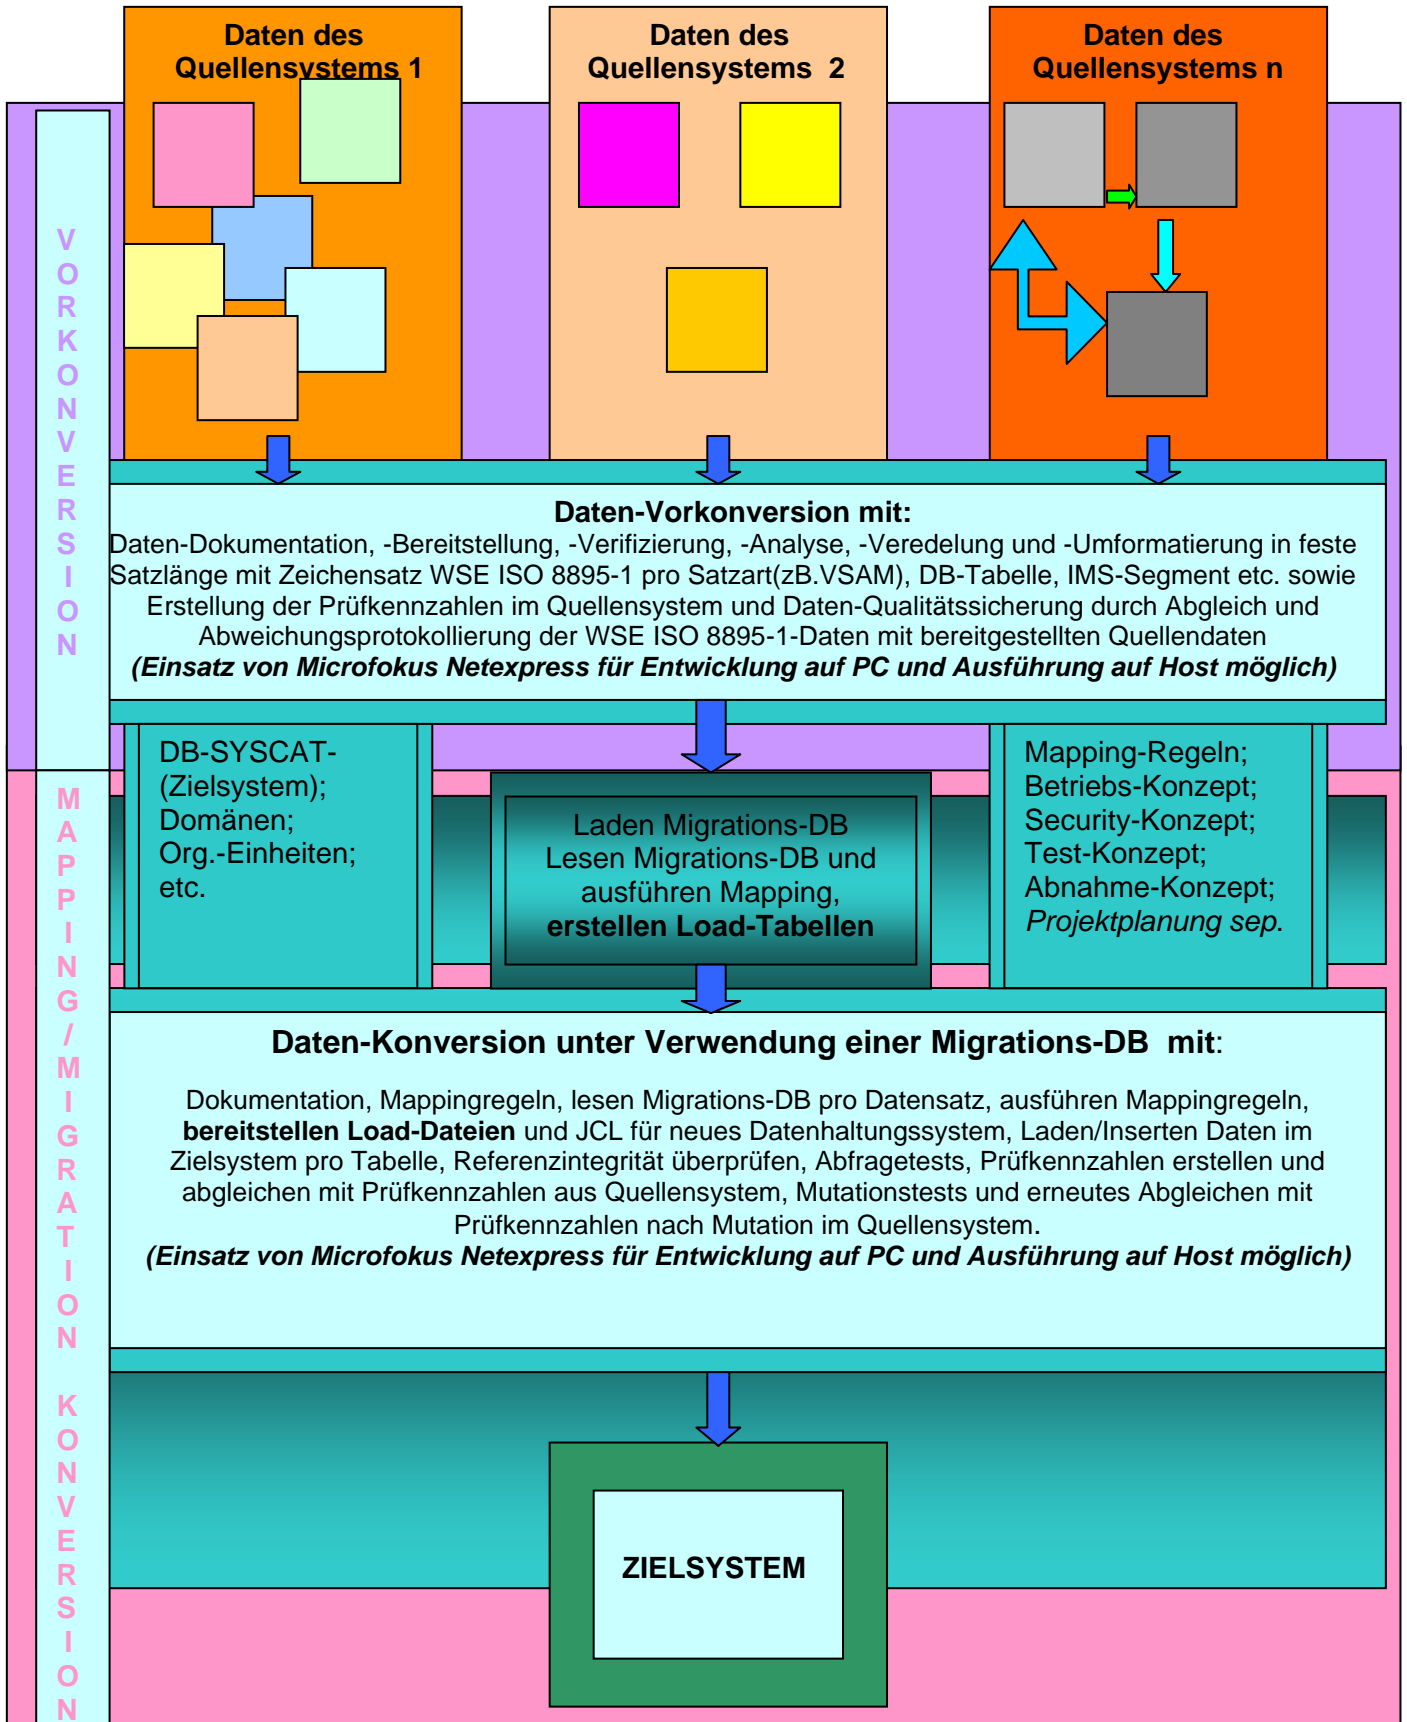 Daten des
Quellensystems 1
Daten des
Quellensystems 2
Daten des
Quellensystems n
VORKONVERSION
Daten-Vorkonversion mit:
Daten-Dokumentation, -Bereitstellung, -Verifizierung, -Analyse, -Veredelung und -Umformatierung in feste
Satzlänge mit Zeichensatz WSE ISO 8895-1 pro Satzart(zB.VSAM), DB-Tabelle, IMS-Segment etc. sowie
Erstellung der Prüfkennzahlen im Quellensystem und Daten-Qualitätssicherung durch Abgleich und
Abweichungsprotokollierung der WSE ISO 8895-1-Daten mit bereitgestellten Quellendaten
(Einsatz von Microfokus Netexpress für Entwicklung auf PC und Ausführung auf Host möglich)
DB-SYSCAT-
(Zielsystem);
Domänen;
Org.-Einheiten;
etc.
Laden Migrations-DB
Lesen Migrations-DB und
ausführen Mapping,
erstellen Load-Tabellen
Mapping-Regeln;
Betriebs-Konzept;
Security-Konzept;
Test-Konzept;
Abnahme-Konzept;
Projektplanung sep.
MAPPING/MIGRATION KONVERSION
Daten-Konversion unter Verwendung einer Migrations-DB mit:
Dokumentation, Mappingregeln, lesen Migrations-DB pro Datensatz, ausführen Mappingregeln,
bereitstellen Load-Dateien und JCL für neues Datenhaltungssystem, Laden/Inserten Daten im
Zielsystem pro Tabelle, Referenzintegrität überprüfen, Abfragetests, Prüfkennzahlen erstellen und
abgleichen mit Prüfkennzahlen aus Quellensystem, Mutationstests und erneutes Abgleichen mit
Prüfkennzahlen nach Mutation im Quellensystem.
(Einsatz von Microfokus Netexpress für Entwicklung auf PC und Ausführung auf Host möglich)
ZIELSYSTEM